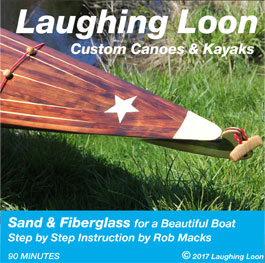 Laughing Loon
Custom Canoes & Kayaks
Sand & Fiberglass for a Beautiful Boat
Step by Step Instruction by Rob Macks
90 MINUTES
© 2017 Laughing Loon